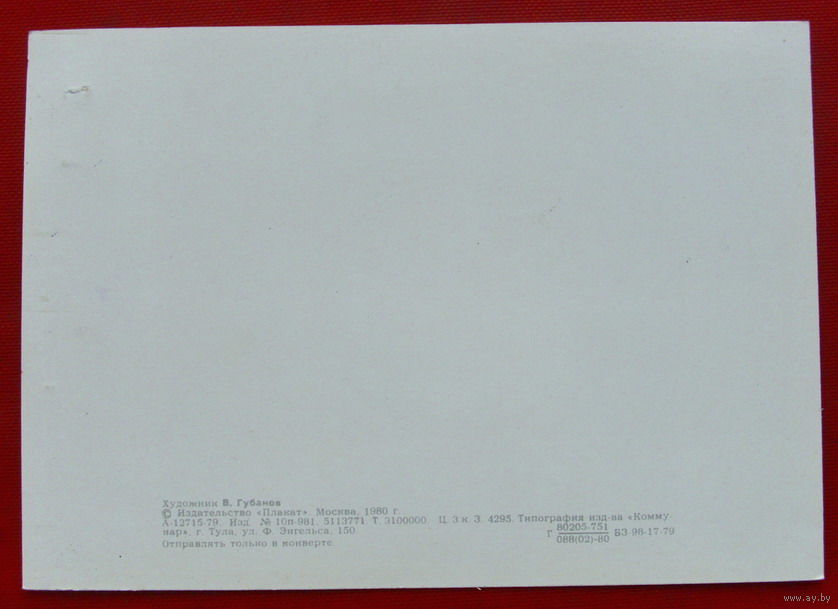 Художник В. Губанов
© Издательство «Плакат». Москва, 1980 г.
А-12715-79. Изд. № 10п-981. 5113771. Т. 3100000. Ц. 3 к. З. 4295. Типография изд-ва «Комму
нар», г. Тула, ул. Ф. Энгельса, 150.
Г 80205-751 БЗ-98-17-79
088(02)-80
Отправлять только в конверте.
www.ay.by